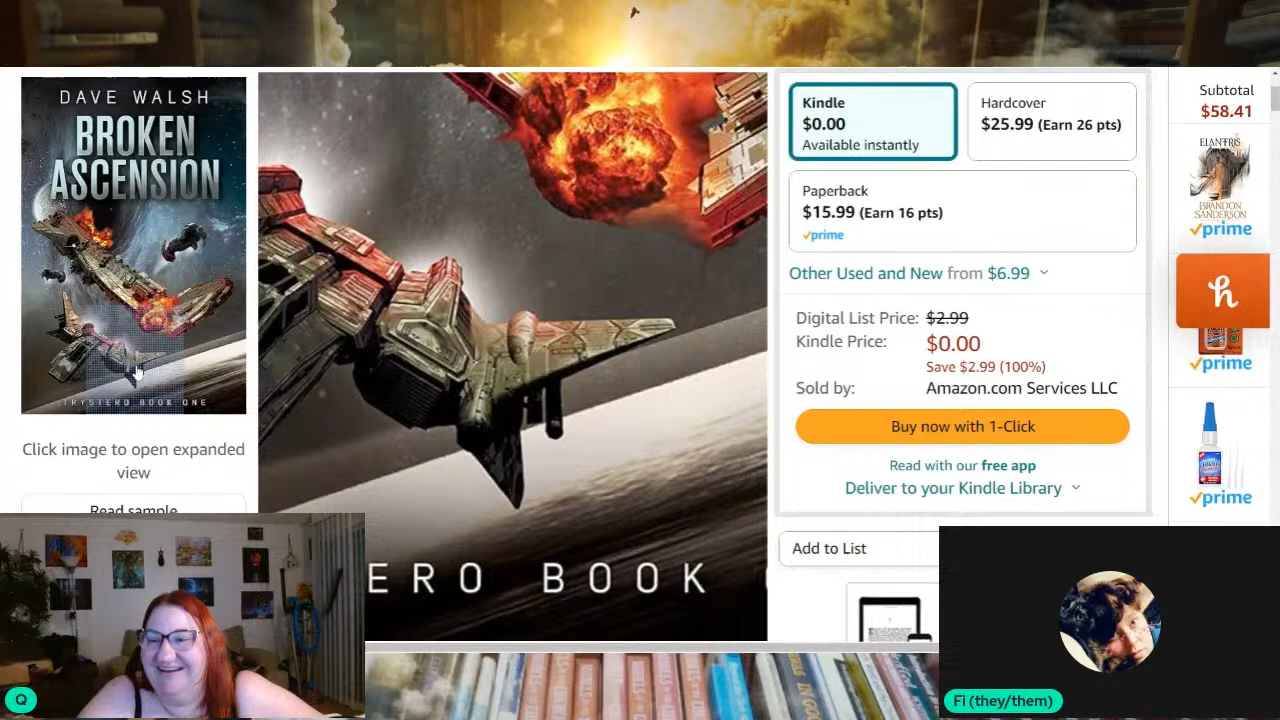 DAVE WALSH
BROKEN
ASCENSION
TRYSTERO BOOK ONE
Click image to open expanded
view
Read sample
ERO BOOK
Kindle
$0.00
Available instantly
Hardcover
$25.99 (Earn 26 pts)
Paperback
$15.99 (Earn 16 pts)
prime
Other Used and New from $6.99
Digital List Price: $2.99
Kindle Price: $0.00
Save $2.99 (100%)
Sold by: Amazon.com Services LLC
Buy now with 1-Click
Read with our free app
Deliver to your Kindle Library
Add to List
Subtotal
$58.41
ELANTRIS
BRANDON
SANDERSON
prime
h
prime
prime
Q
Fi (they/them)